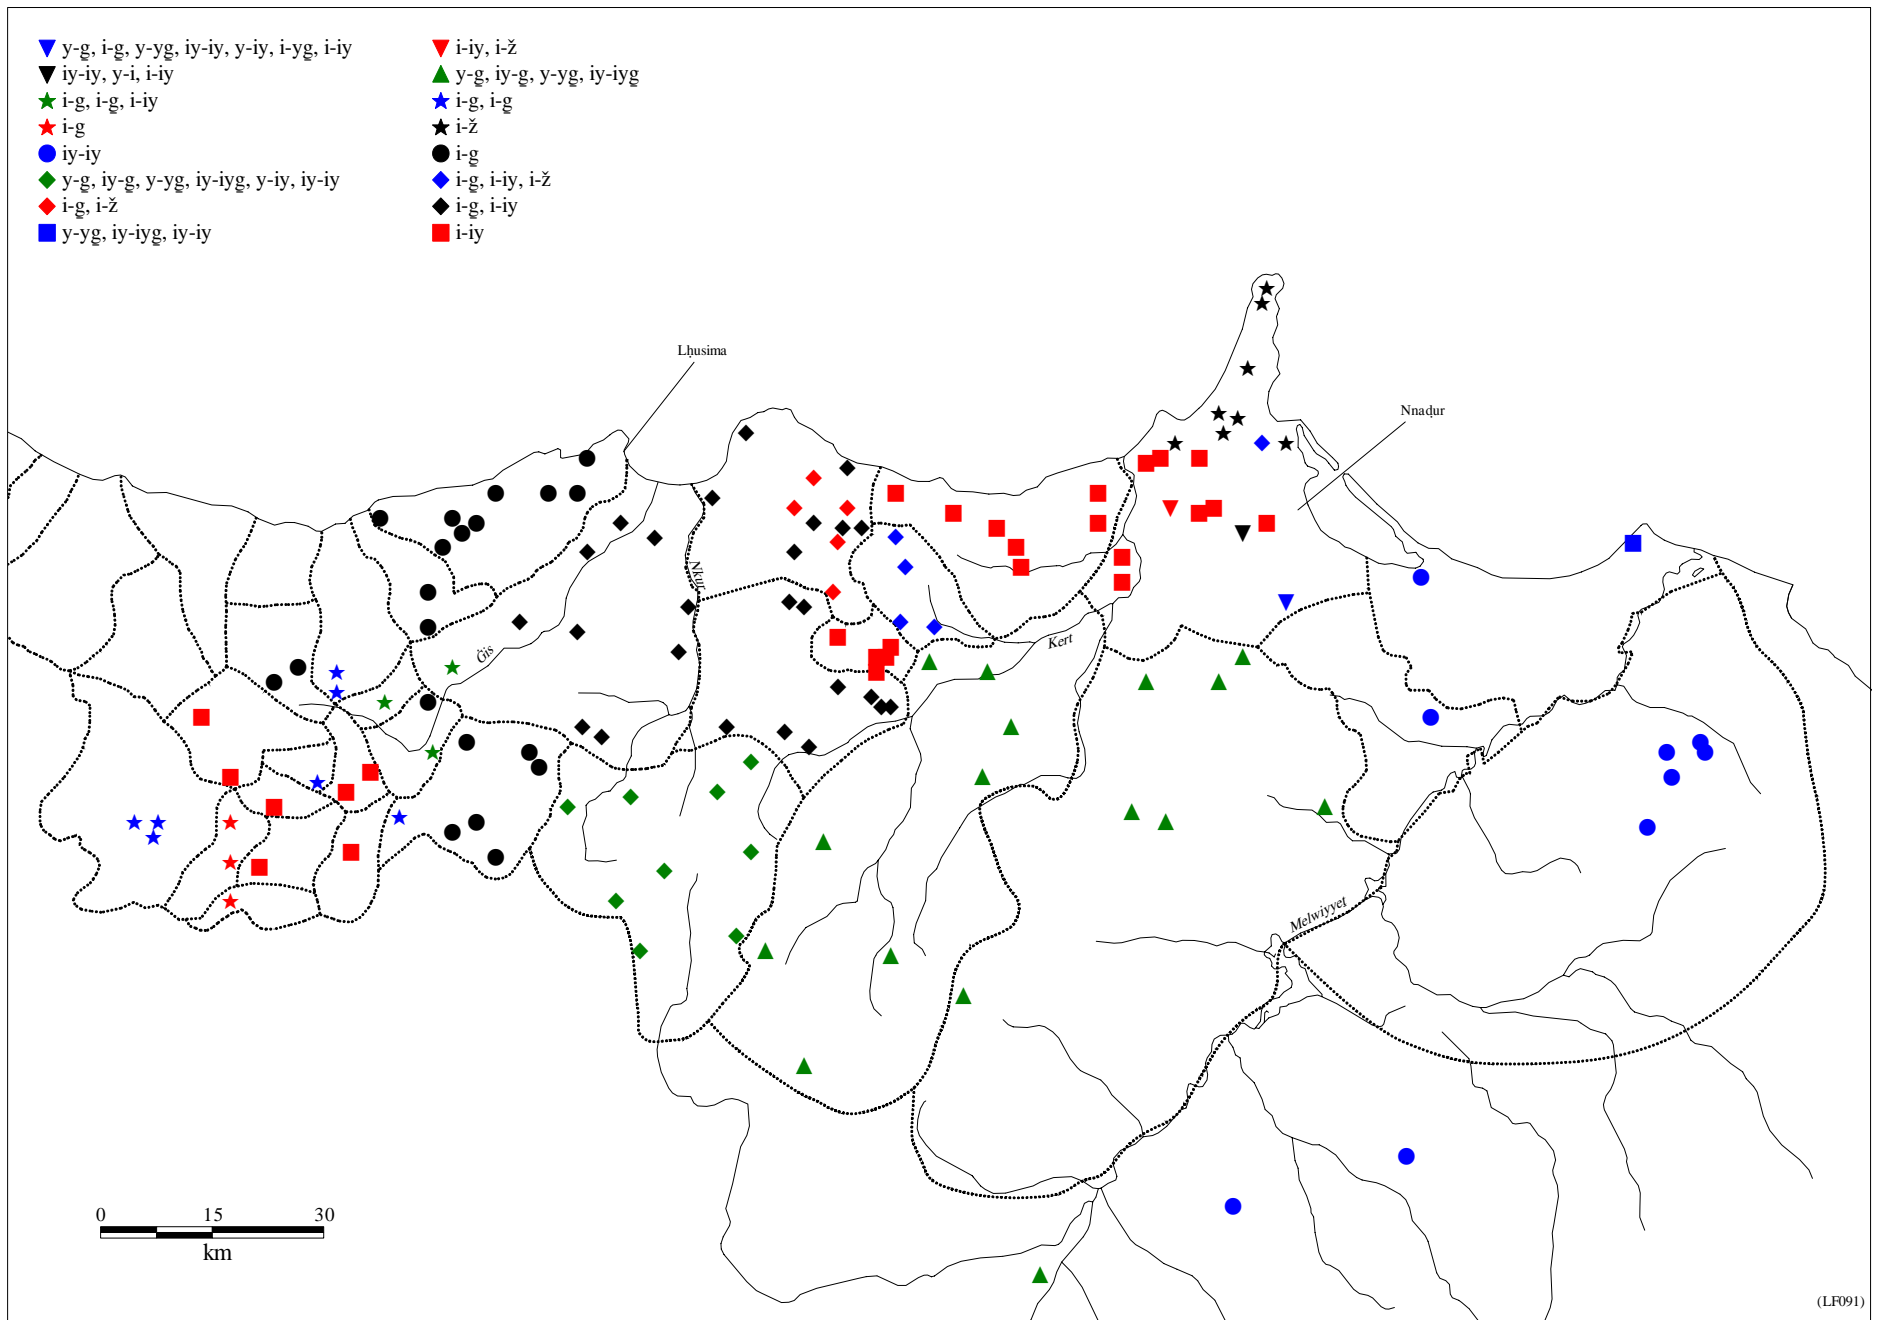 y-g̱, i-g̱, y-yg̱, iy-iy, y-iy, i-yg̱, i-iy
iy-iy, y-i, i-iy
i-g, i-g̱, i-iy
i-g
iy-iy
y-g̱, iy-g̱, y-yg̱, iy-iyg̱, y-iy, iy-iy
i-g̱, i-ž
y-yg̱, iy-iyg̱, iy-iy
i-iy, i-ž
y-g̱, iy-g̱, y-yg̱, iy-iyg̱
i-g, i-g̱
i-ž
i-g̱
i-g̱, i-iy, i-ž
i-g̱, i-iy
i-iy
Lḥusima
Nnaḍur
Nkur
Ġis
Kert
Melwiyyet
0 15 30
km
(LF091)